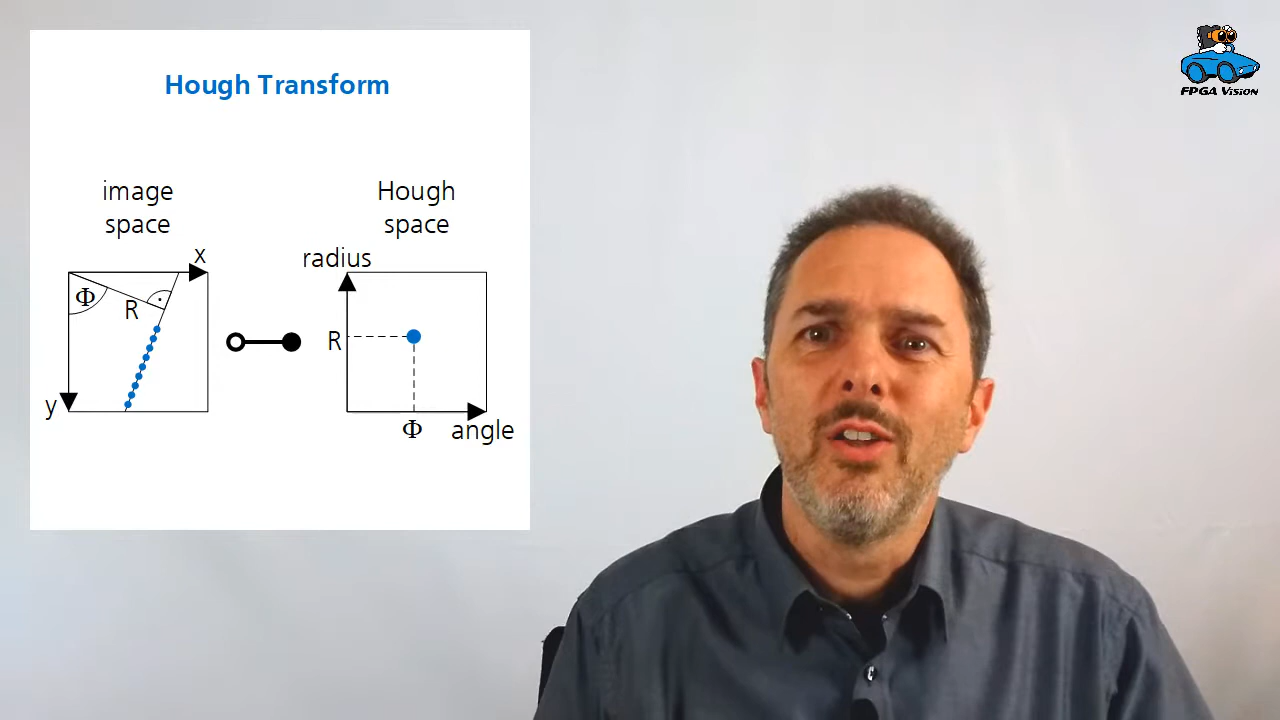 Hough Transform
image
space
Hough
space
x
radius
Φ
R
R
y
Φ
angle
FPGA Vision